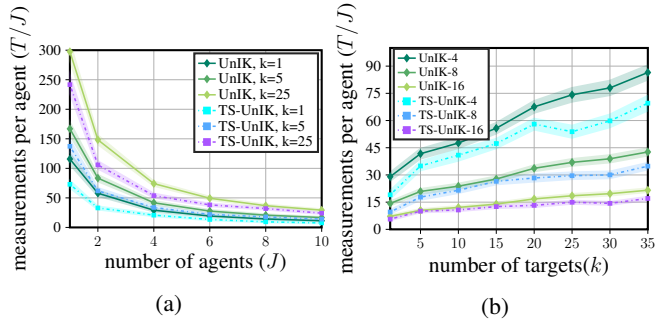 measurements per agent (T/J)
300
250
200
150
100
50
0
2
4
6
8
10
number of agents (J)
UnIK, k=1
UnIK, k=5
UnIK, k=25
TS-UnIK, k=1
TS-UnIK, k=5
TS-UnIK, k=25
(a)
measurements per agent (T/J)
90
75
60
45
30
15
0
5
10
15
20
25
30
35
number of targets(k)
UnIK-4
UnIK-8
UnIK-16
TS-UnIK-4
TS-UnIK-8
TS-UnIK-16
(b)